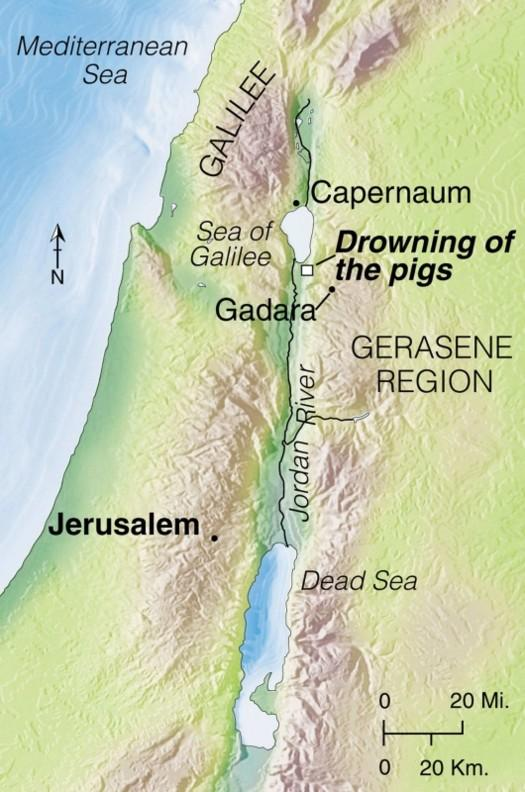 Mediterranean
Sea
GALILEE
Capernaum
Sea of
Galilee
Drowning of
the pigs
N
Gadara
GERASENE
REGION
Jordan River
Jerusalem
Dead Sea
0 20 Mi.
0 20 Km.